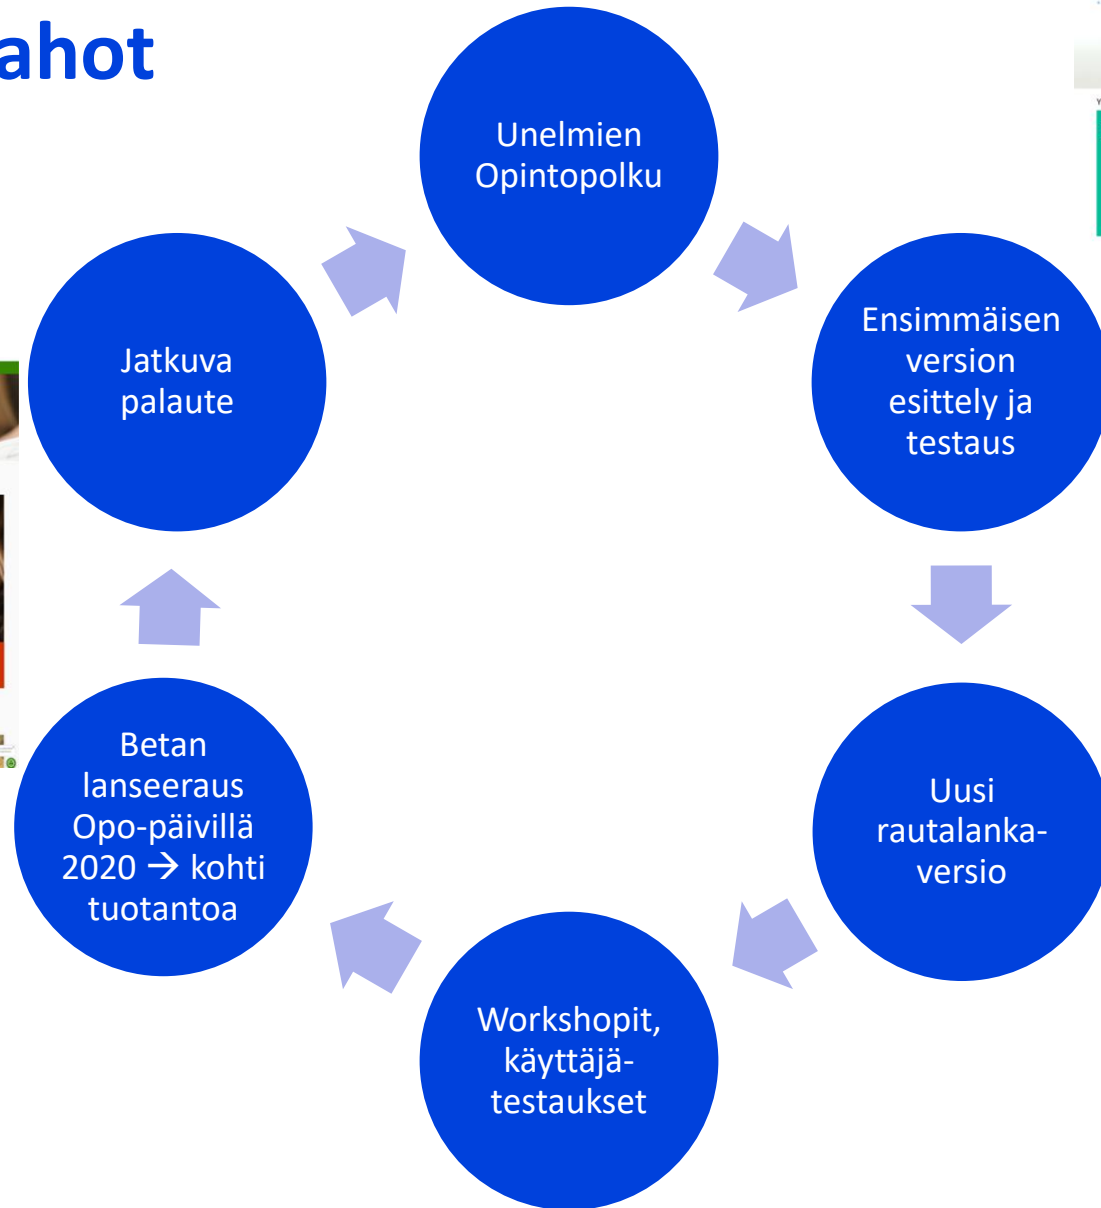 ahot
Unelmien
Opintopolku
Ensimmäisen
version
esittely ja
testaus
Uusi
rautalanka-
versio
Workshopit,
käyttäjä-
testaukset
Betan
lanseeraus
Opo-päivillä
2020 → kohti
tuotantoa
Jatkuva
palaute